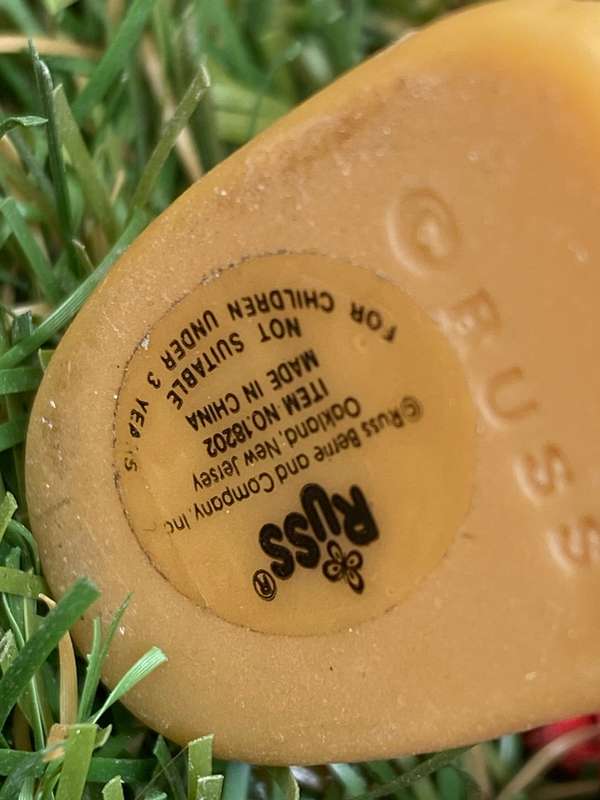 Russ®
©Russ Berrie and Company, Inc.
Oakland, New Jersey
ITEM NO.18202
MADE IN CHINA
NOT SUITABLE
FOR CHILDREN UNDER 3 YEARS
© RUSS